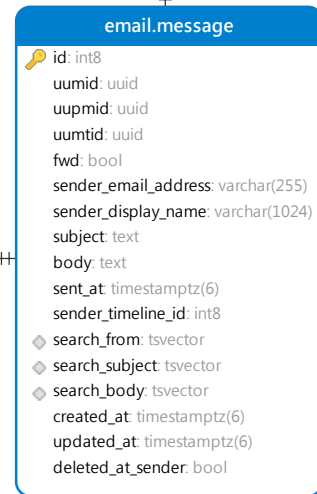 email.message
id: int8
uumid: uuid
uupmid: uuid
uumtid: uuid
fwd: bool
sender_email_address: varchar(255)
sender_display_name: varchar(1024)
subject: text
body: text
sent_at: timestamptz(6)
sender_timeline_id: int8
search_from: tsvector
search_subject: tsvector
search_body: tsvector
created_at: timestamptz(6)
updated_at: timestamptz(6)
deleted_at_sender: bool